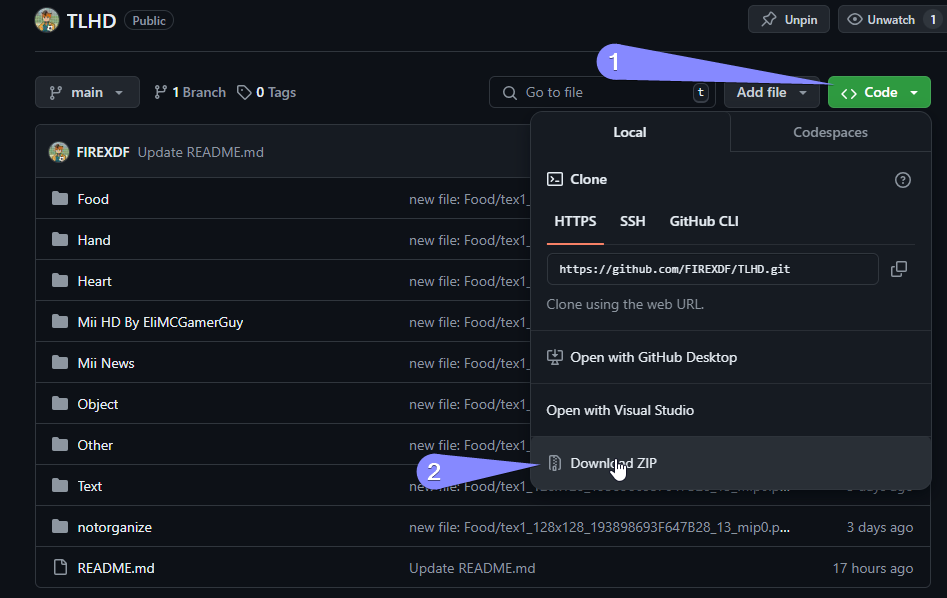 TLHD Public Unpin Unwatch 1
1
main 1 Branch 0 Tags Go to file t Add file <> Code
Local Codespaces
FIREXDF Update README.md
Clone
Food new file: Food/tex1_
HTTPS SSH GitHub CLI
Hand new file: Food/tex1_
https://github.com/FIREXDF/TLHD.git
Heart new file: Food/tex1_
Clone using the web URL.
Mii HD By EliMCGamerGuy new file: Food/tex1_
Open with GitHub Desktop
Mii News new file: Food/tex1_
Object new file: Food/tex1_
Open with Visual Studio
Other new file: Food/tex1_
2 Download ZIP
Text
notorganize new file: Food/tex1_128x128_193898693F647B28_13_mip0.p... 3 days ago
README.md Update README.md 17 hours ago